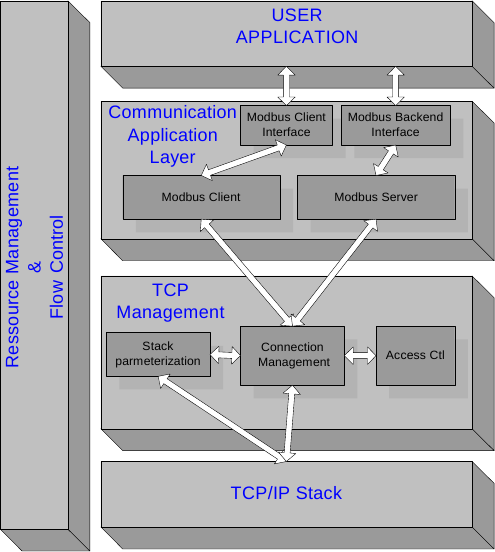 USER
APPLICATION
Communication
Application
Layer
Modbus Client
Interface
Modbus Backend
Interface
Modbus Client
Modbus Server
Ressource Management
&
Flow Control
TCP
Management
Stack
parmeterization
Connection
Management
Access Ctl
TCP/IP Stack